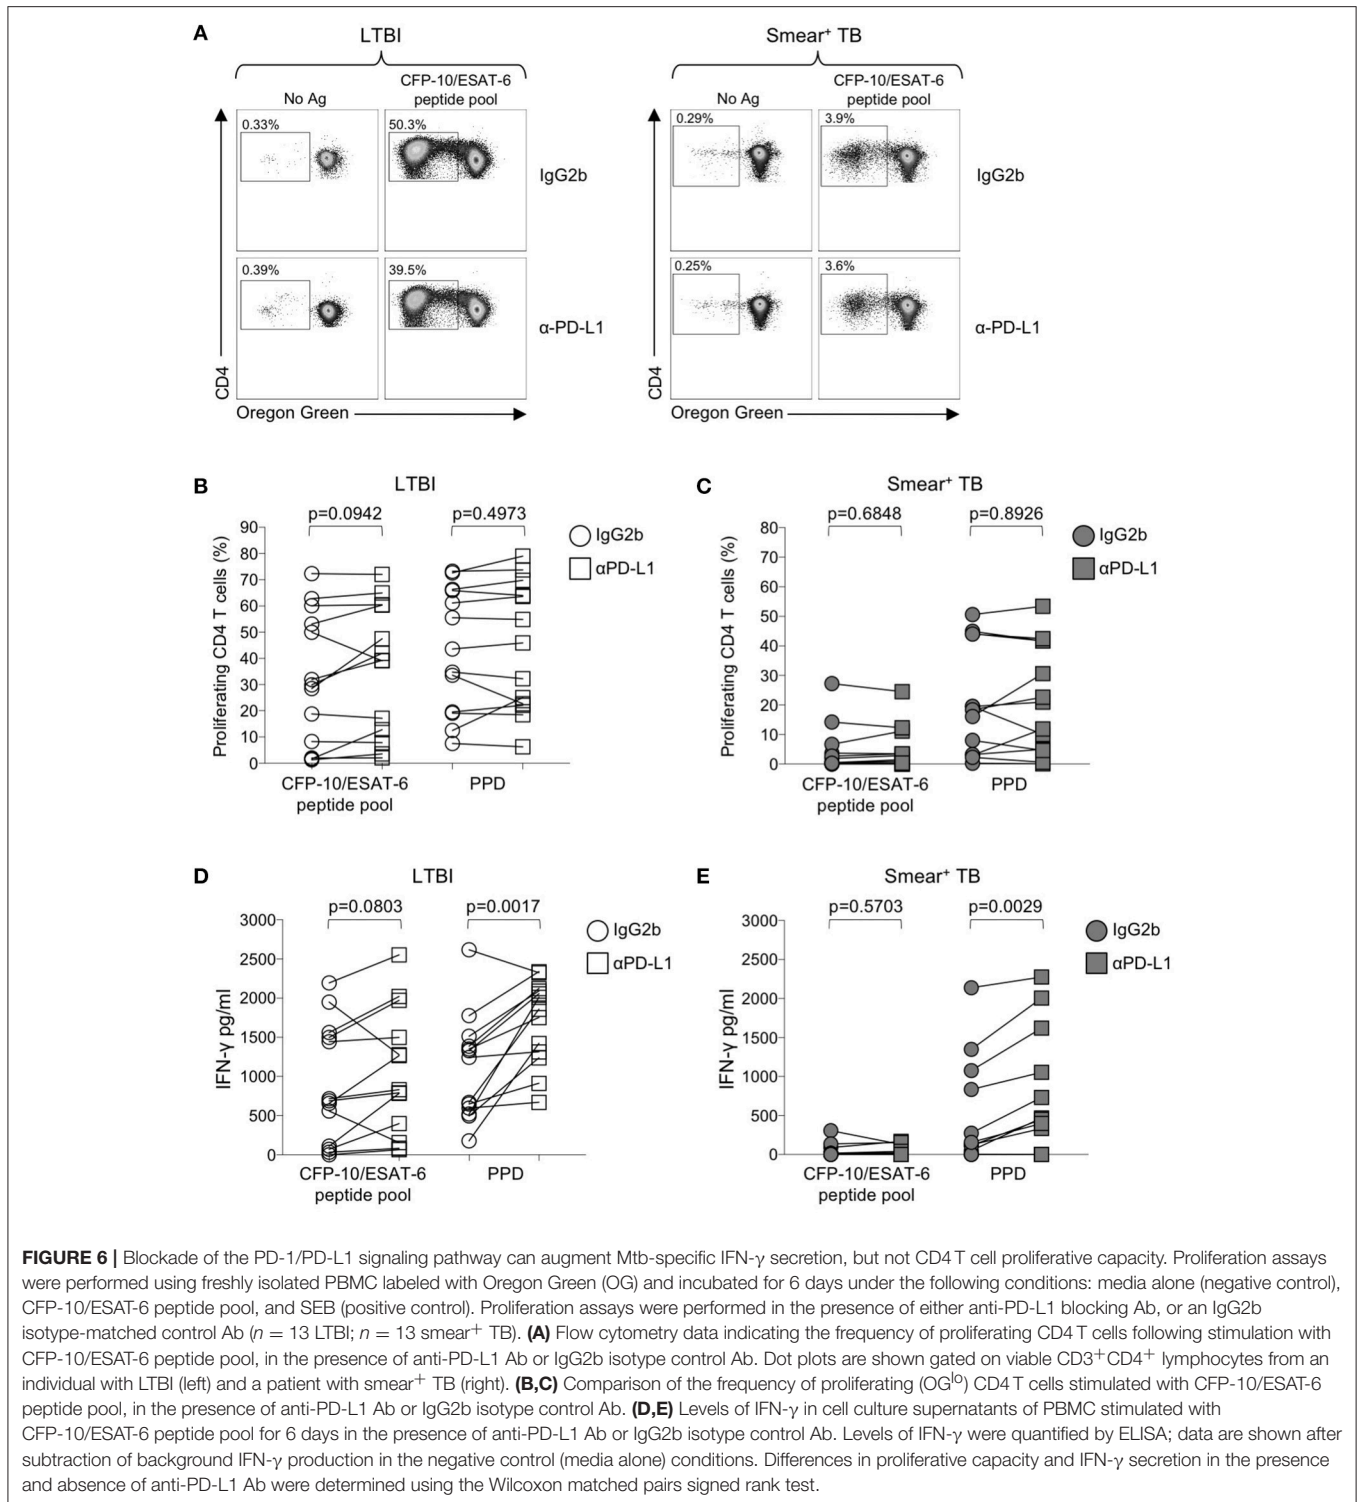 A
LTBI
Smear⁺ TB
No Ag
CFP-10/ESAT-6
peptide pool
No Ag
CFP-10/ESAT-6
peptide pool
0.33%
50.3%
0.29%
3.9%
IgG2b
IgG2b
0.39%
39.5%
0.25%
3.6%
α-PD-L1
α-PD-L1
CD4
CD4
Oregon Green
Oregon Green
B
LTBI
p=0.0942
p=0.4973
IgG2b
αPD-L1
Proliferating CD4 T cells (%)
90
80
70
60
50
40
30
20
10
0
CFP-10/ESAT-6
peptide pool
PPD
C
Smear⁺ TB
p=0.6848
p=0.8926
IgG2b
αPD-L1
Proliferating CD4 T cells (%)
80
70
60
50
40
30
20
10
0
CFP-10/ESAT-6
peptide pool
PPD
D
LTBI
p=0.0803
p=0.0017
IgG2b
αPD-L1
IFN-γ pg/ml
3000
2500
2000
1500
1000
500
0
CFP-10/ESAT-6
peptide pool
PPD
E
Smear⁺ TB
p=0.5703
p=0.0029
IgG2b
αPD-L1
IFN-γ pg/ml
3000
2500
2000
1500
1000
500
0
CFP-10/ESAT-6
peptide pool
PPD
FIGURE 6 | Blockade of the PD-1/PD-L1 signaling pathway can augment Mtb-specific IFN-γ secretion, but not CD4 T cell proliferative capacity. Proliferation assays
were performed using freshly isolated PBMC labeled with Oregon Green (OG) and incubated for 6 days under the following conditions: media alone (negative control),
CFP-10/ESAT-6 peptide pool, and SEB (positive control). Proliferation assays were performed in the presence of either anti-PD-L1 blocking Ab, or an IgG2b
isotype-matched control Ab (n = 13 LTBI; n = 13 smear⁺ TB). (A) Flow cytometry data indicating the frequency of proliferating CD4 T cells following stimulation with
CFP-10/ESAT-6 peptide pool, in the presence of anti-PD-L1 Ab or IgG2b isotype control Ab. Dot plots are shown gated on viable CD3⁺CD4⁺ lymphocytes from an
individual with LTBI (left) and a patient with smear⁺ TB (right). (B,C) Comparison of the frequency of proliferating (OGˡᵒ) CD4 T cells stimulated with CFP-10/ESAT-6
peptide pool, in the presence of anti-PD-L1 Ab or IgG2b isotype control Ab. (D,E) Levels of IFN-γ in cell culture supernatants of PBMC stimulated with
CFP-10/ESAT-6 peptide pool for 6 days in the presence of anti-PD-L1 Ab or IgG2b isotype control Ab. Levels of IFN-γ were quantified by ELISA; data are shown after
subtraction of background IFN-γ production in the negative control (media alone) conditions. Differences in proliferative capacity and IFN-γ secretion in the presence
and absence of anti-PD-L1 Ab were determined using the Wilcoxon matched pairs signed rank test.